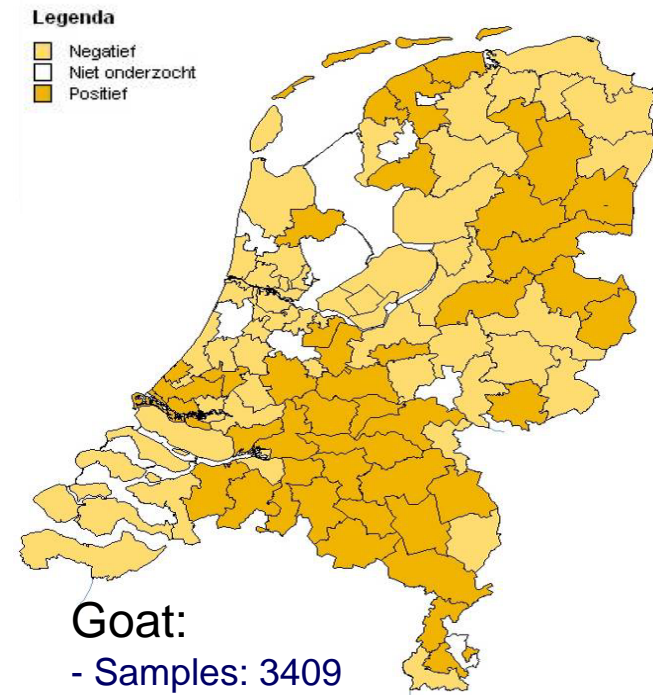 Legenda
Negatief
Niet onderzocht
Positief
Goat:
- Samples: 3409